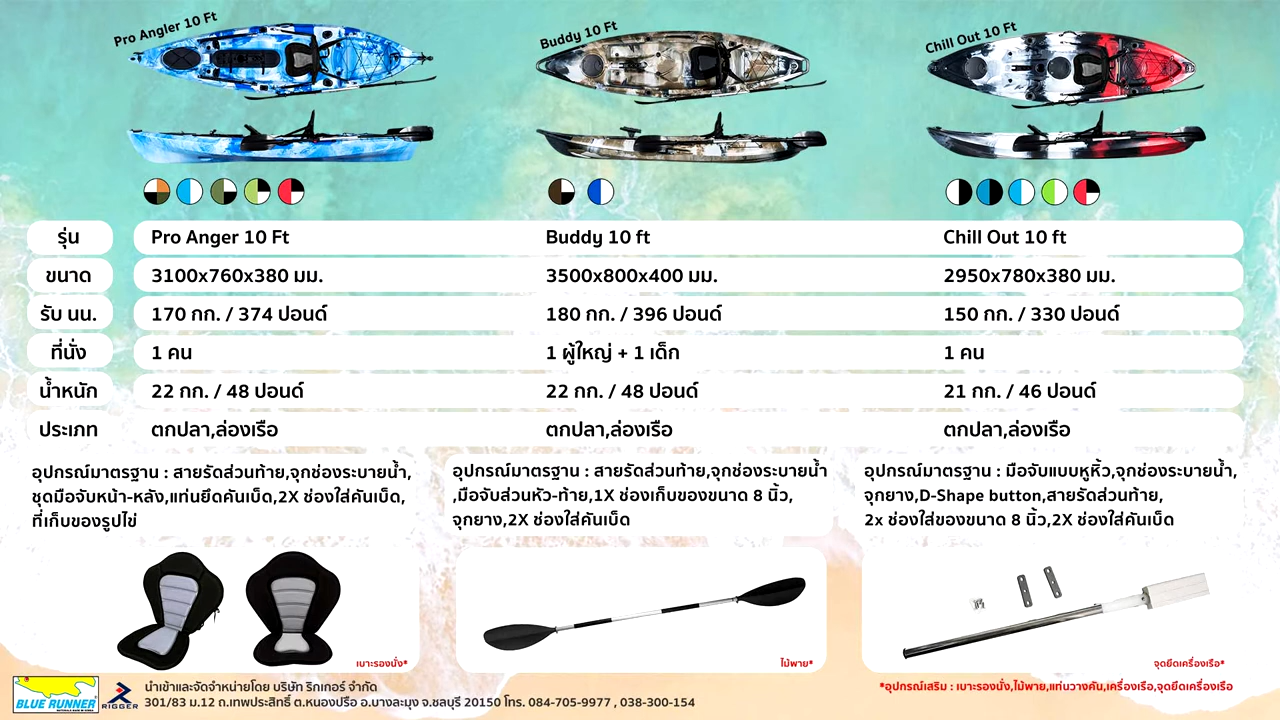 Pro Angler 10 Ft
Buddy 10 Ft
Chill Out 10 Ft
รุ่น Pro Anger 10 Ft Buddy 10 ft Chill Out 10 ft
ขนาด 3100x760x380 มม. 3500x800x400 มม. 2950x780x380 มม.
รับ นน. 170 กก. / 374 ปอนด์ 180 กก. / 396 ปอนด์ 150 กก. / 330 ปอนด์
ที่นั่ง 1 คน 1 ผู้ใหญ่ + 1 เด็ก 1 คน
น้ำหนัก 22 กก. / 48 ปอนด์ 22 กก. / 48 ปอนด์ 21 กก. / 46 ปอนด์
ประเภท ตกปลา,ล่องเรือ ตกปลา,ล่องเรือ ตกปลา,ล่องเรือ
อุปกรณ์มาตรฐาน : สายรัดส่วนท้าย,จุกช่องระบายน้ำ,
ชุดมือจับหน้า-หลัง,แท่นยึดคันเบ็ด,2X ช่องใส่คันเบ็ด,
ที่เก็บของรูปไข่
อุปกรณ์มาตรฐาน : สายรัดส่วนท้าย,จุกช่องระบายน้ำ
,มือจับส่วนหัว-ท้าย,1X ช่องเก็บของขนาด 8 นิ้ว,
จุกยาง,2X ช่องใส่คันเบ็ด
อุปกรณ์มาตรฐาน : มือจับแบบหูหิ้ว,จุกช่องระบายน้ำ,
จุกยาง,D-Shape button,สายรัดส่วนท้าย,
2x ช่องใส่ของขนาด 8 นิ้ว,2X ช่องใส่คันเบ็ด
เบาะรองนั่ง*
ไม้พาย*
จุดยึดเครื่องเรือ*
BLUE RUNNER
RIGGER
นำเข้าและจัดจำหน่ายโดย บริษัท ริกเกอร์ จำกัด
301/83 ม.12 ถ.เทพประสิทธิ์ ต.หนองปรือ อ.บางละมุง จ.ชลบุรี 20150 โทร. 084-705-9977 , 038-300-154
*อุปกรณ์เสริม : เบาะรองนั่ง,ไม้พาย,แท่นวางคัน,เครื่องเรือ,จุดยึดเครื่องเรือ